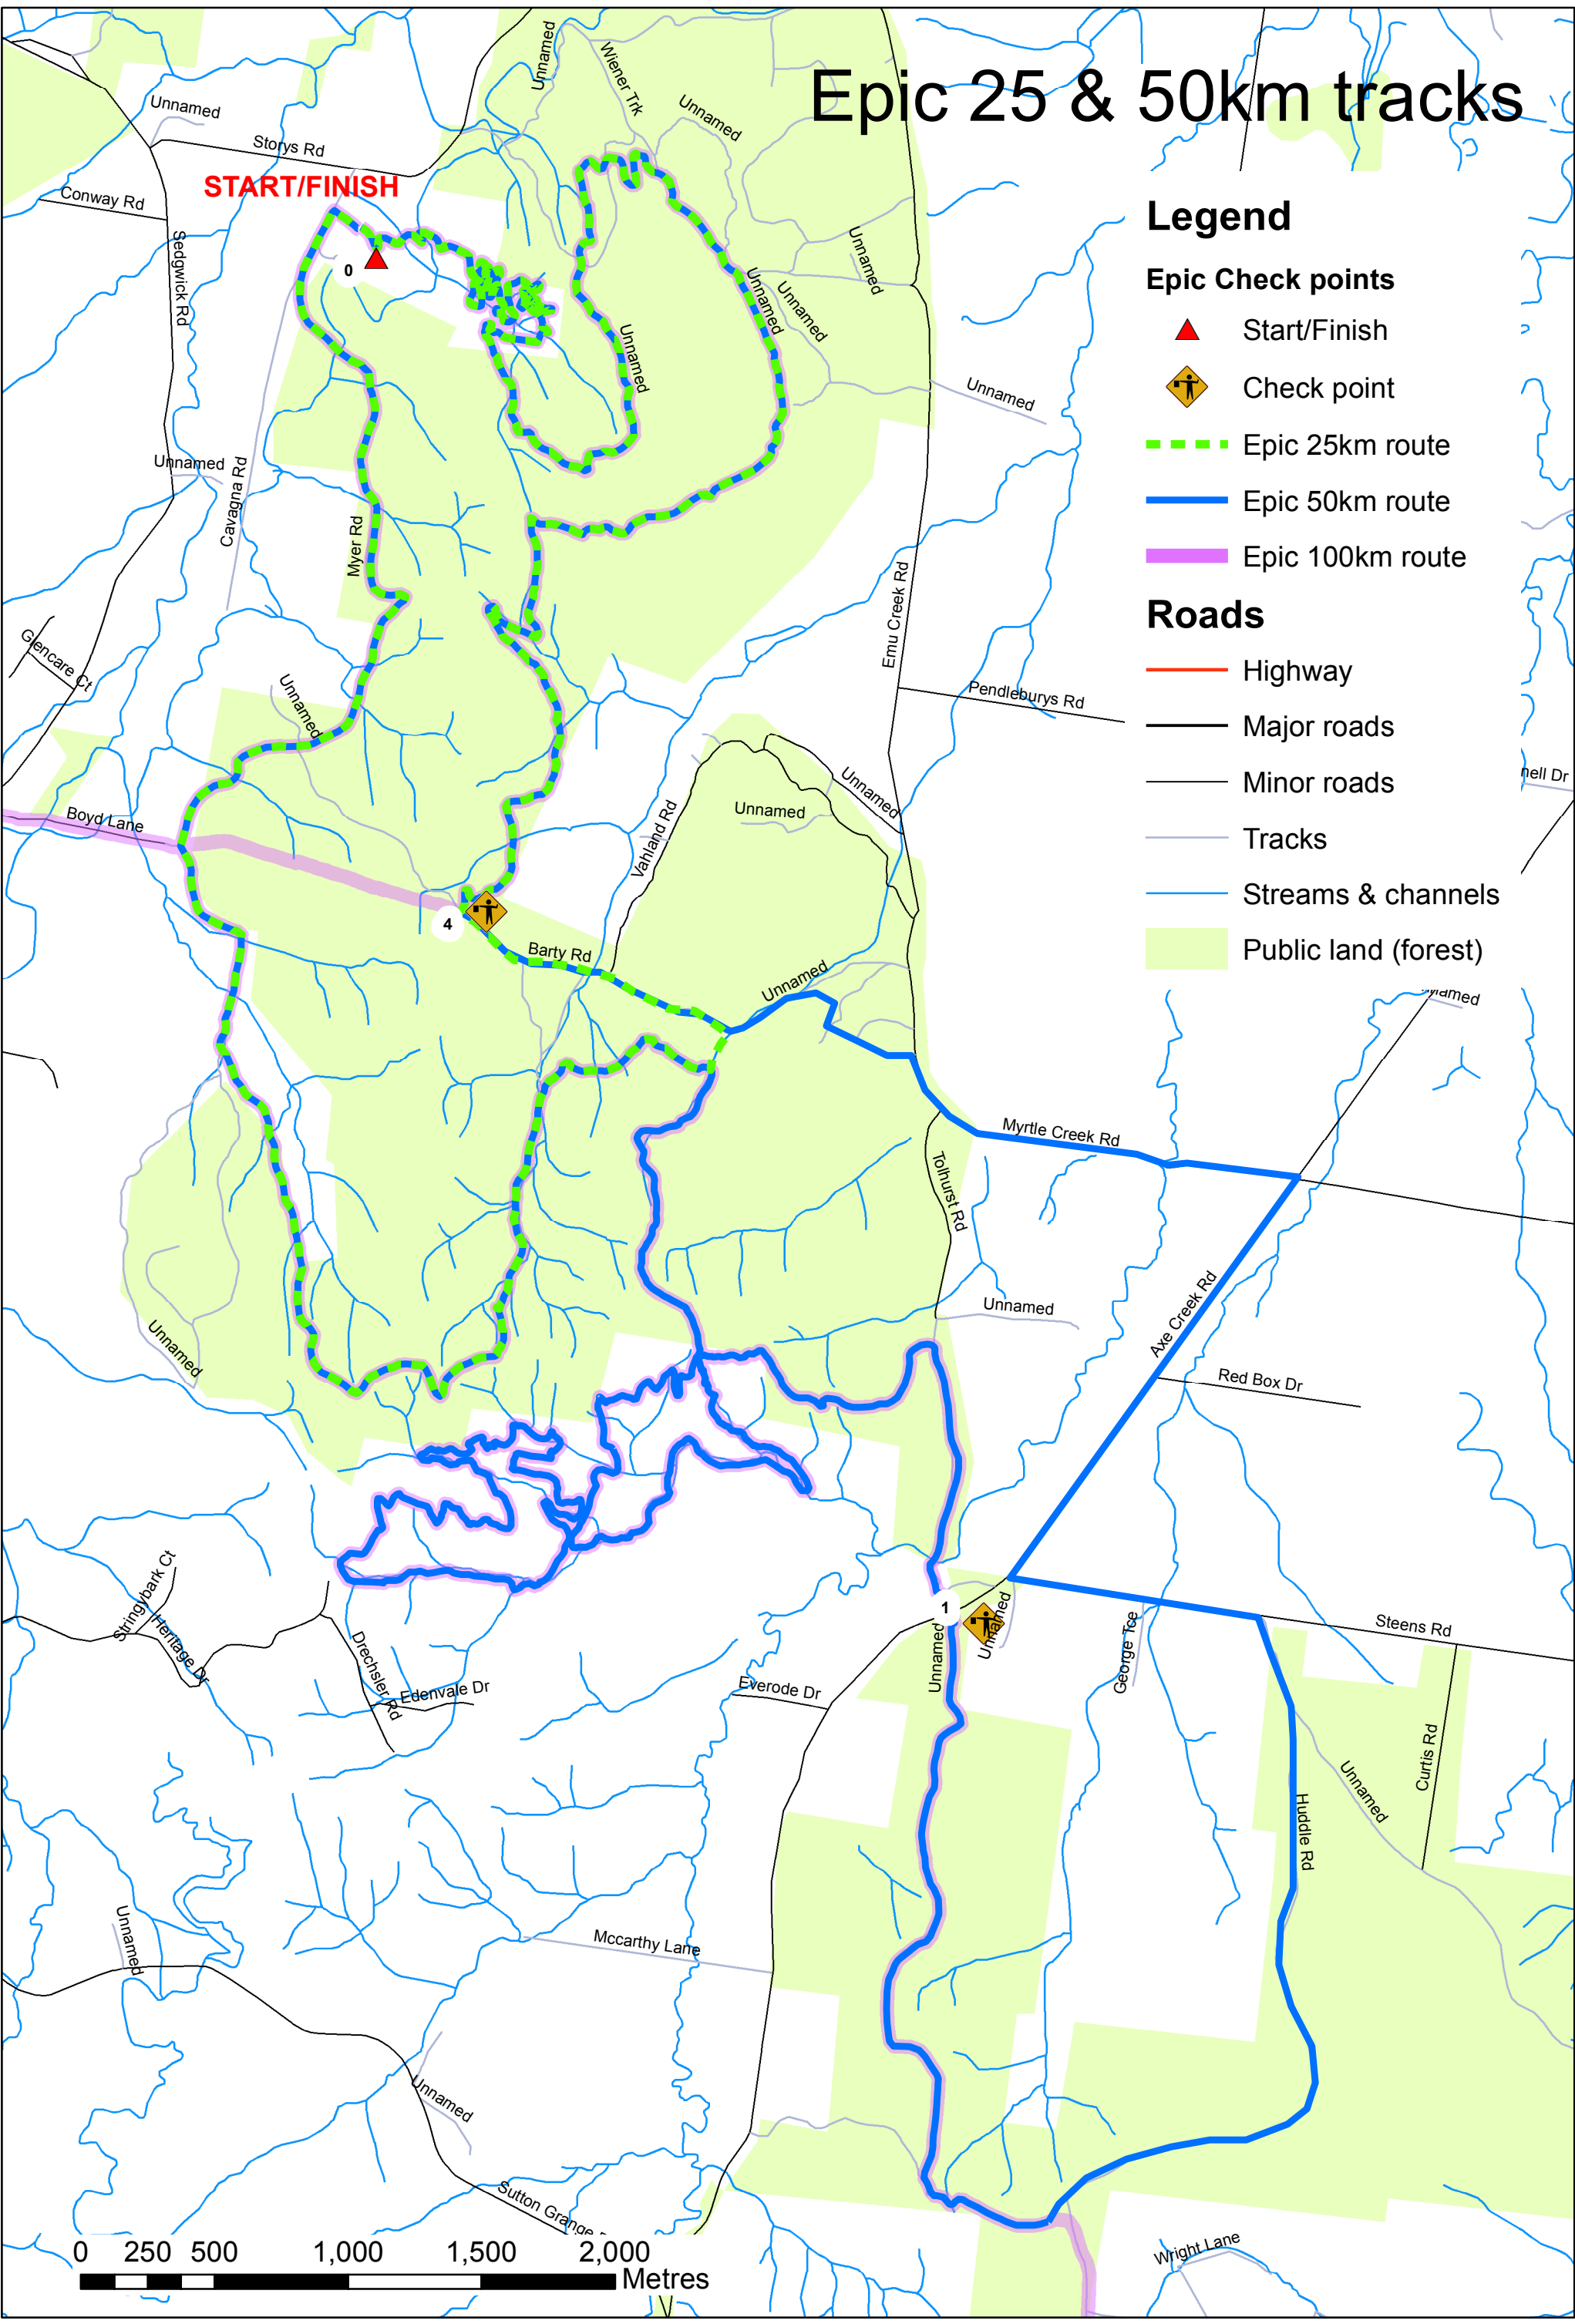 Epic 25 & 50km tracks
Unnamed
Wiener Trk
Unnamed
Unnamed
Storys Rd
START/FINISH
Conway Rd
Sedgwick Rd
0
Unnamed
Unnamed
Unnamed
Unnamed
Unnamed
Legend
Epic Check points
Start/Finish
Check point
Epic 25km route
Epic 50km route
Epic 100km route
Roads
Highway
Major roads
Minor roads
Tracks
Streams & channels
Public land (forest)
Unnamed
Cavagna Rd
Myer Rd
Emu Creek Rd
Glencare Ct
Unnamed
Pendleburys Rd
nell Dr
Boyd Lane
Vahland Rd
Unnamed
Unnamed
4
Barty Rd
Unnamed
Myrtle Creek Rd
Tolhurst Rd
Unnamed
Axe Creek Rd
Red Box Dr
Unnamed
Stringybark Ct
Heritage Dr
Drechsler Rd
Edenvale Dr
Everode Dr
1
Unnamed
Unnamed
George Tce
Steens Rd
Curtis Rd
Unnamed
Huddle Rd
Unnamed
Mccarthy Lane
Unnamed
Sutton Grange
Wright Lane
0 250 500 1,000 1,500 2,000
Metres